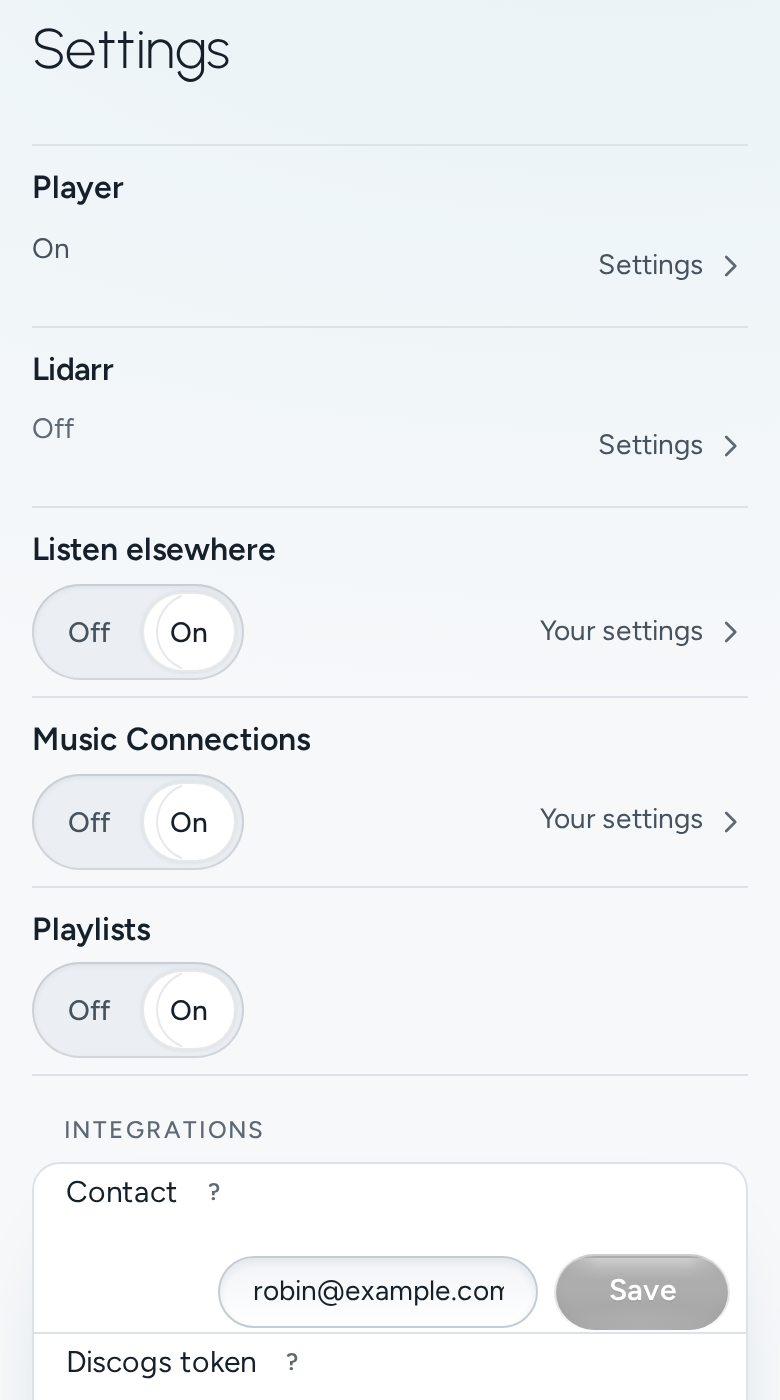 Settings
Player
On
Settings
Lidarr
Off
Settings
Listen elsewhere
Off On
Your settings
Music Connections
Off On
Your settings
Playlists
Off On
INTEGRATIONS
Contact ?
robin@example.com Save
Discogs token ?